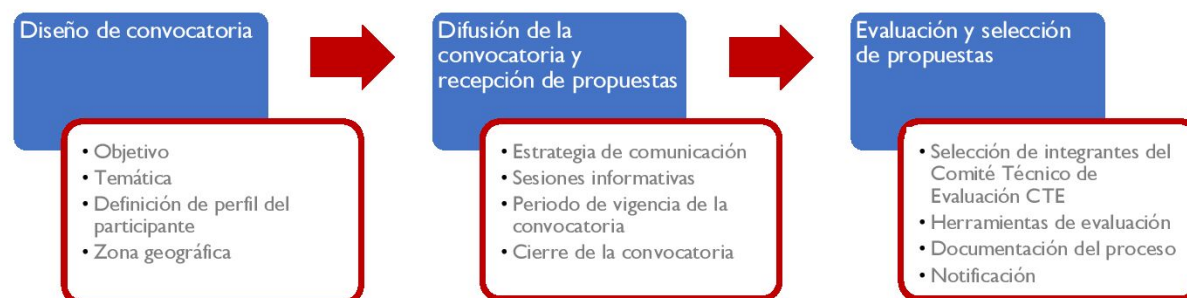 Diseño de convocatoria
• Objetivo
• Temática
• Definición de perfil del
participante
• Zona geográfica
Difusión de la
convocatoria y
recepción de propuestas
• Estrategia de comunicación
• Sesiones informativas
• Periodo de vigencia de la
convocatoria
• Cierre de la convocatoria
Evaluación y selección
de propuestas
• Selección de integrantes del
Comité Técnico de
Evaluación CTE
• Herramientas de evaluación
• Documentación del proceso
• Notificación